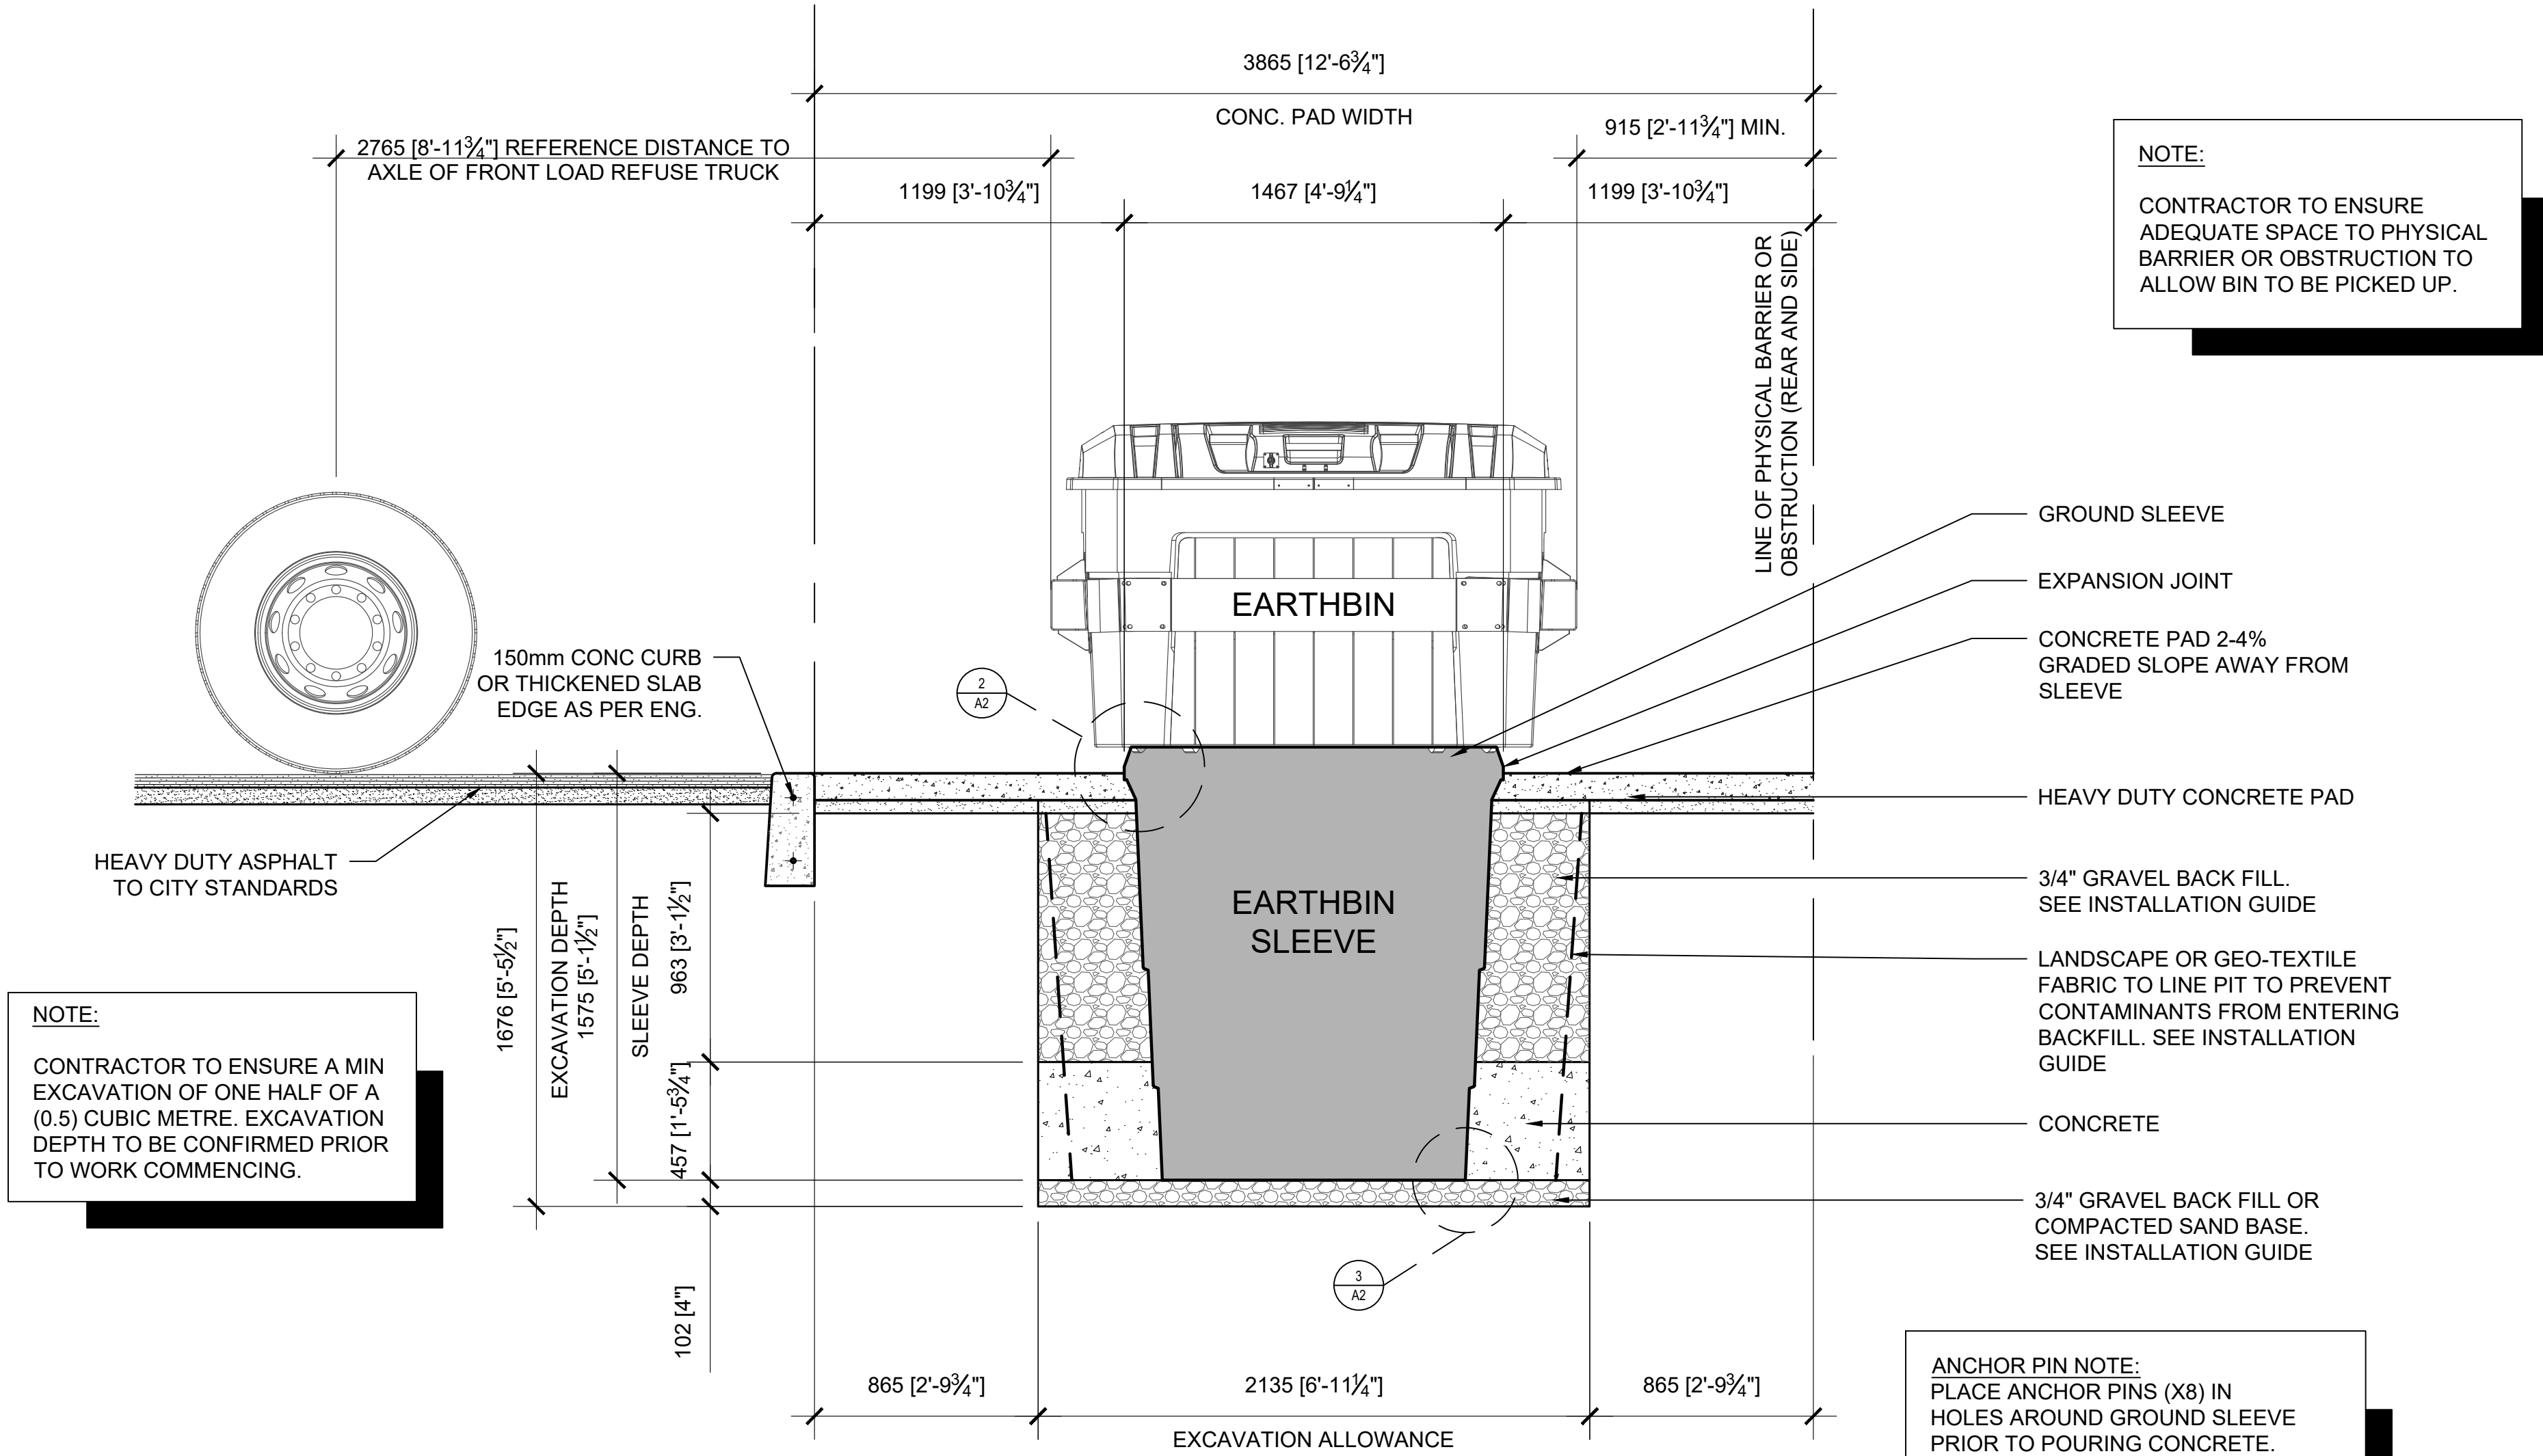 3865 [12'-6¾"]
CONC. PAD WIDTH
915 [2'-11¾"] MIN.
2765 [8'-11¾"] REFERENCE DISTANCE TO
AXLE OF FRONT LOAD REFUSE TRUCK
1199 [3'-10¾"]
1467 [4'-9¼"]
1199 [3'-10¾"]
LINE OF PHYSICAL BARRIER OR
OBSTRUCTION (REAR AND SIDE)
NOTE:
CONTRACTOR TO ENSURE
ADEQUATE SPACE TO PHYSICAL
BARRIER OR OBSTRUCTION TO
ALLOW BIN TO BE PICKED UP.
EARTHBIN
150mm CONC CURB
OR THICKENED SLAB
EDGE AS PER ENG.
2
A2
GROUND SLEEVE
EXPANSION JOINT
CONCRETE PAD 2-4%
GRADED SLOPE AWAY FROM
SLEEVE
HEAVY DUTY CONCRETE PAD
3/4" GRAVEL BACK FILL.
SEE INSTALLATION GUIDE
LANDSCAPE OR GEO-TEXTILE
FABRIC TO LINE PIT TO PREVENT
CONTAMINANTS FROM ENTERING
BACKFILL. SEE INSTALLATION
GUIDE
CONCRETE
3/4" GRAVEL BACK FILL OR
COMPACTED SAND BASE.
SEE INSTALLATION GUIDE
HEAVY DUTY ASPHALT
TO CITY STANDARDS
EARTHBIN
SLEEVE
1676 [5'-5½"]
EXCAVATION DEPTH
1575 [5'-1½"]
SLEEVE DEPTH
963 [3'-1½"]
457 [1'-5¾"]
102 [4"]
NOTE:
CONTRACTOR TO ENSURE A MIN
EXCAVATION OF ONE HALF OF A
(0.5) CUBIC METRE. EXCAVATION
DEPTH TO BE CONFIRMED PRIOR
TO WORK COMMENCING.
3
A2
865 [2'-9¾"]
2135 [6'-11¼"]
865 [2'-9¾"]
EXCAVATION ALLOWANCE
ANCHOR PIN NOTE:
PLACE ANCHOR PINS (X8) IN
HOLES AROUND GROUND SLEEVE
PRIOR TO POURING CONCRETE.